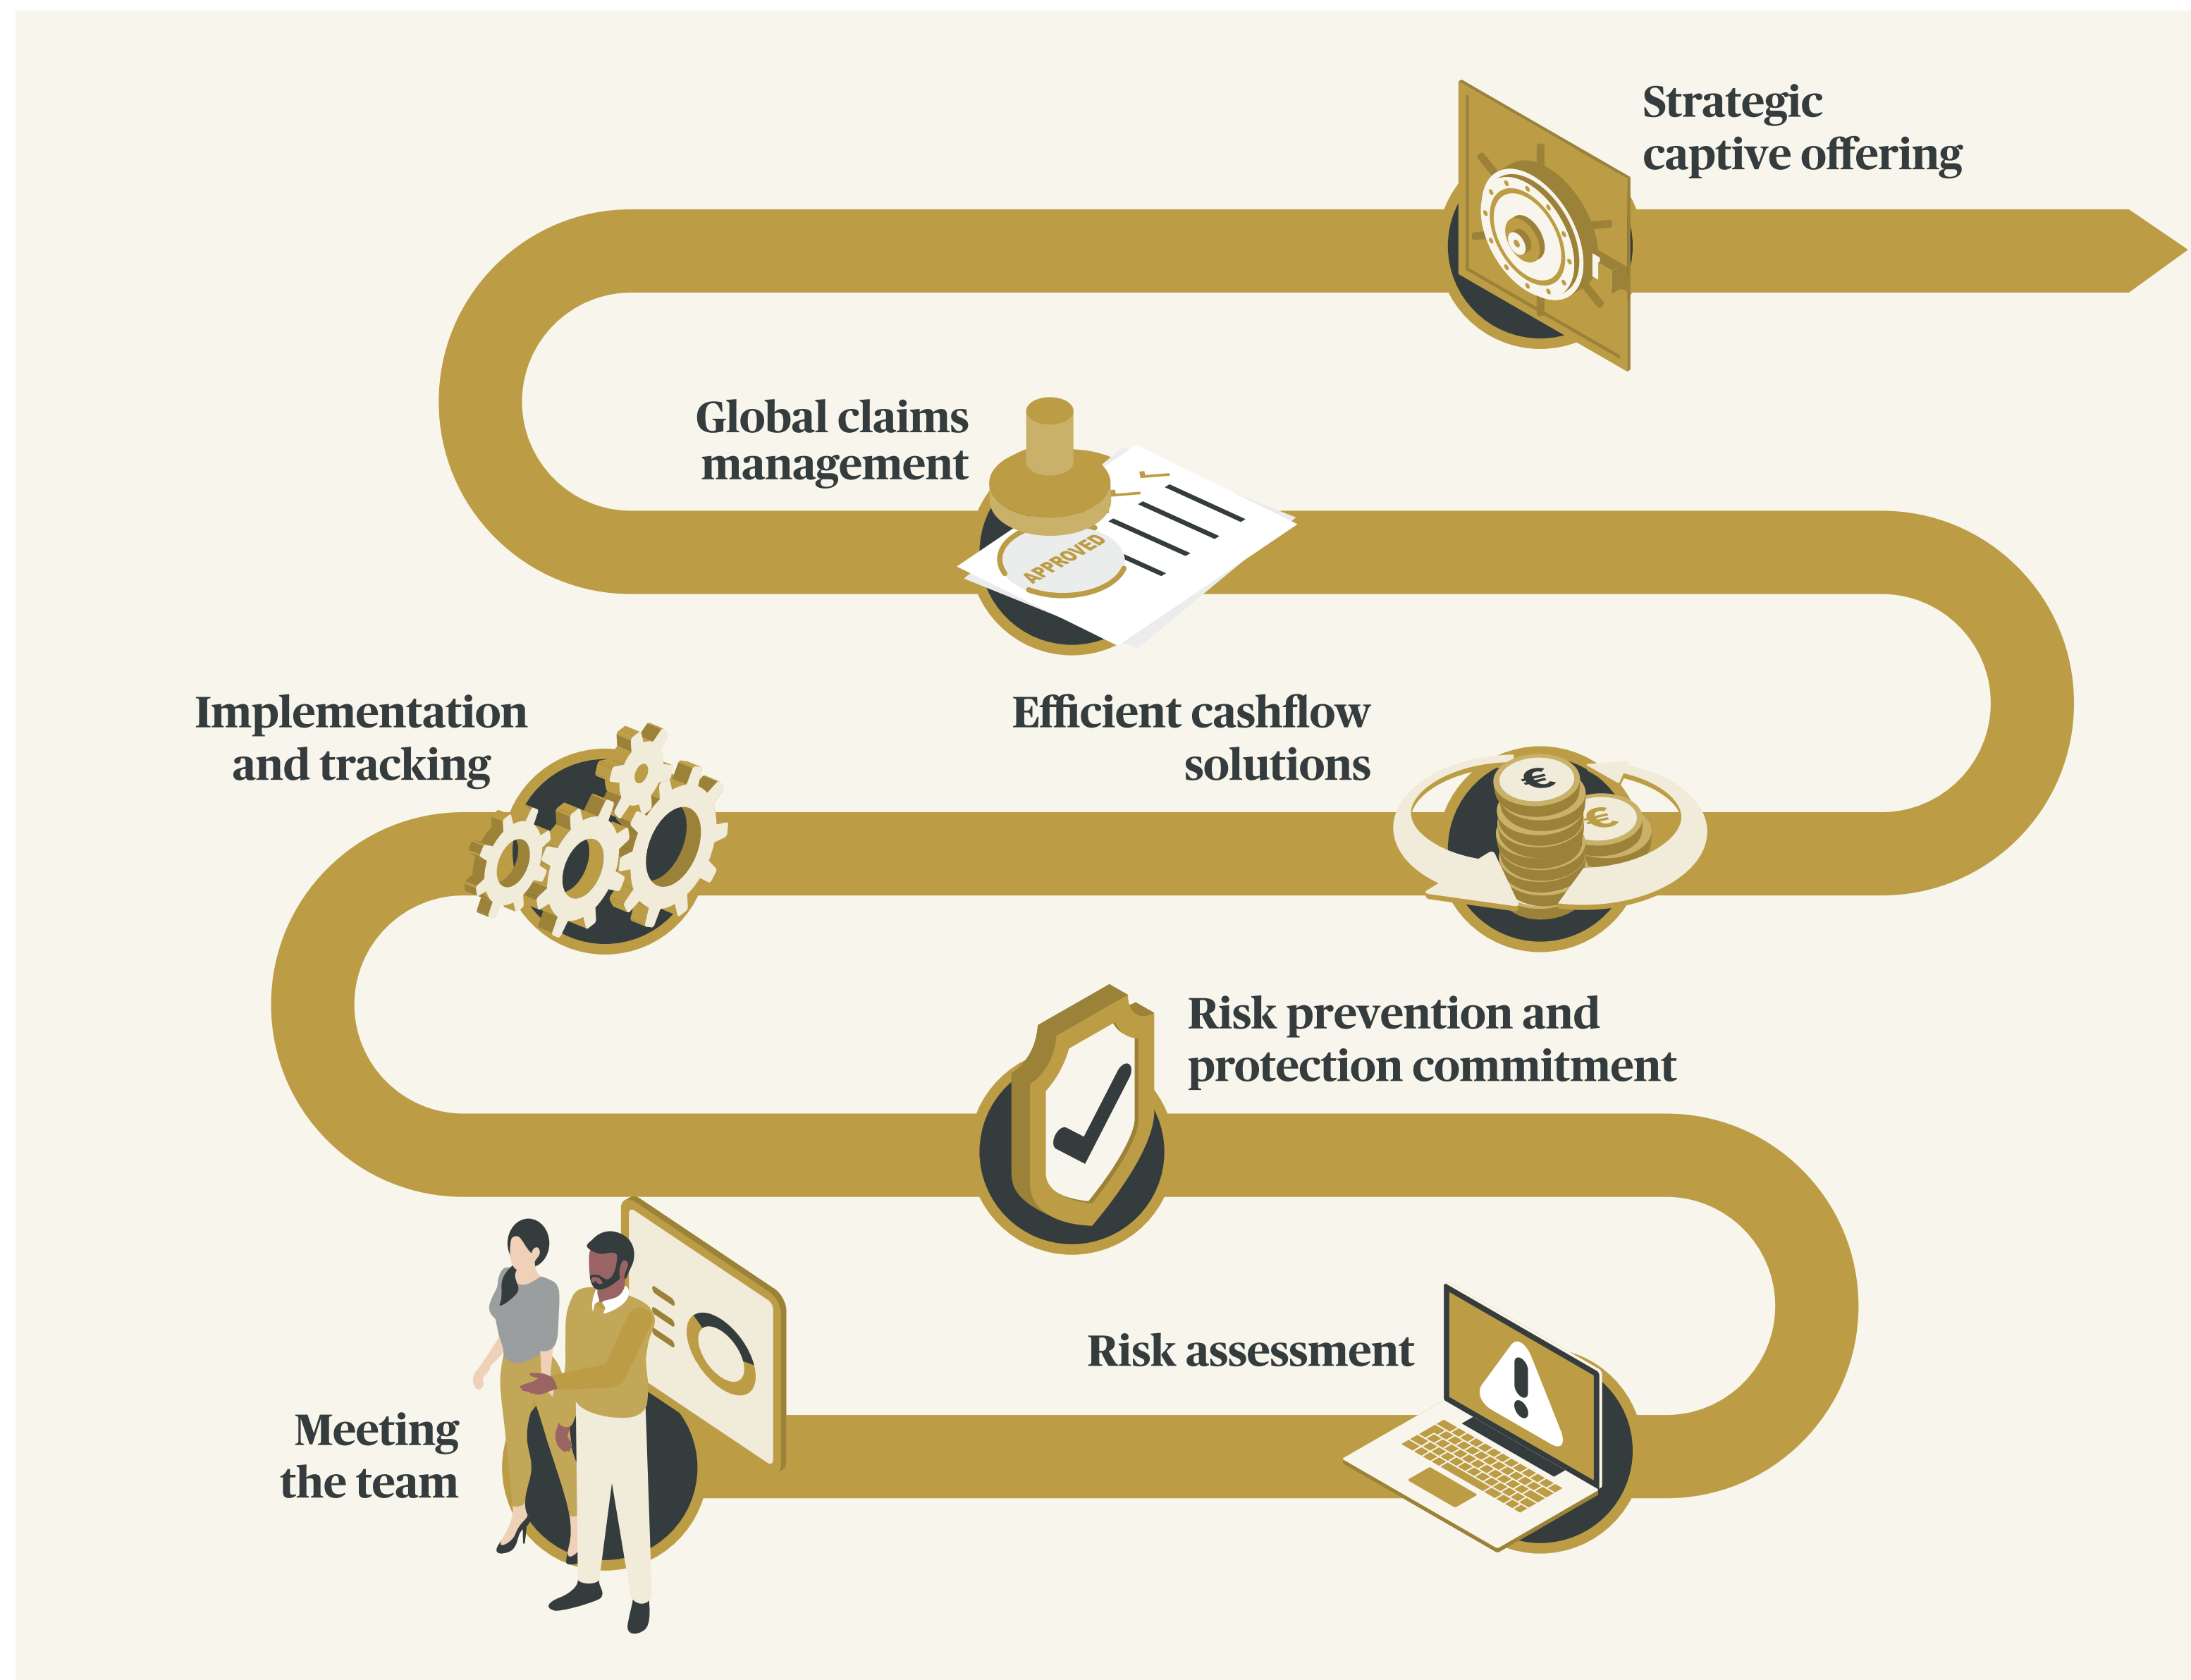 Strategic
captive offering
Global claims
management
APPROVED
Implementation
and tracking
Efficient cashflow
solutions
€
€
Risk prevention and
protection commitment
Risk assessment
Meeting
the team